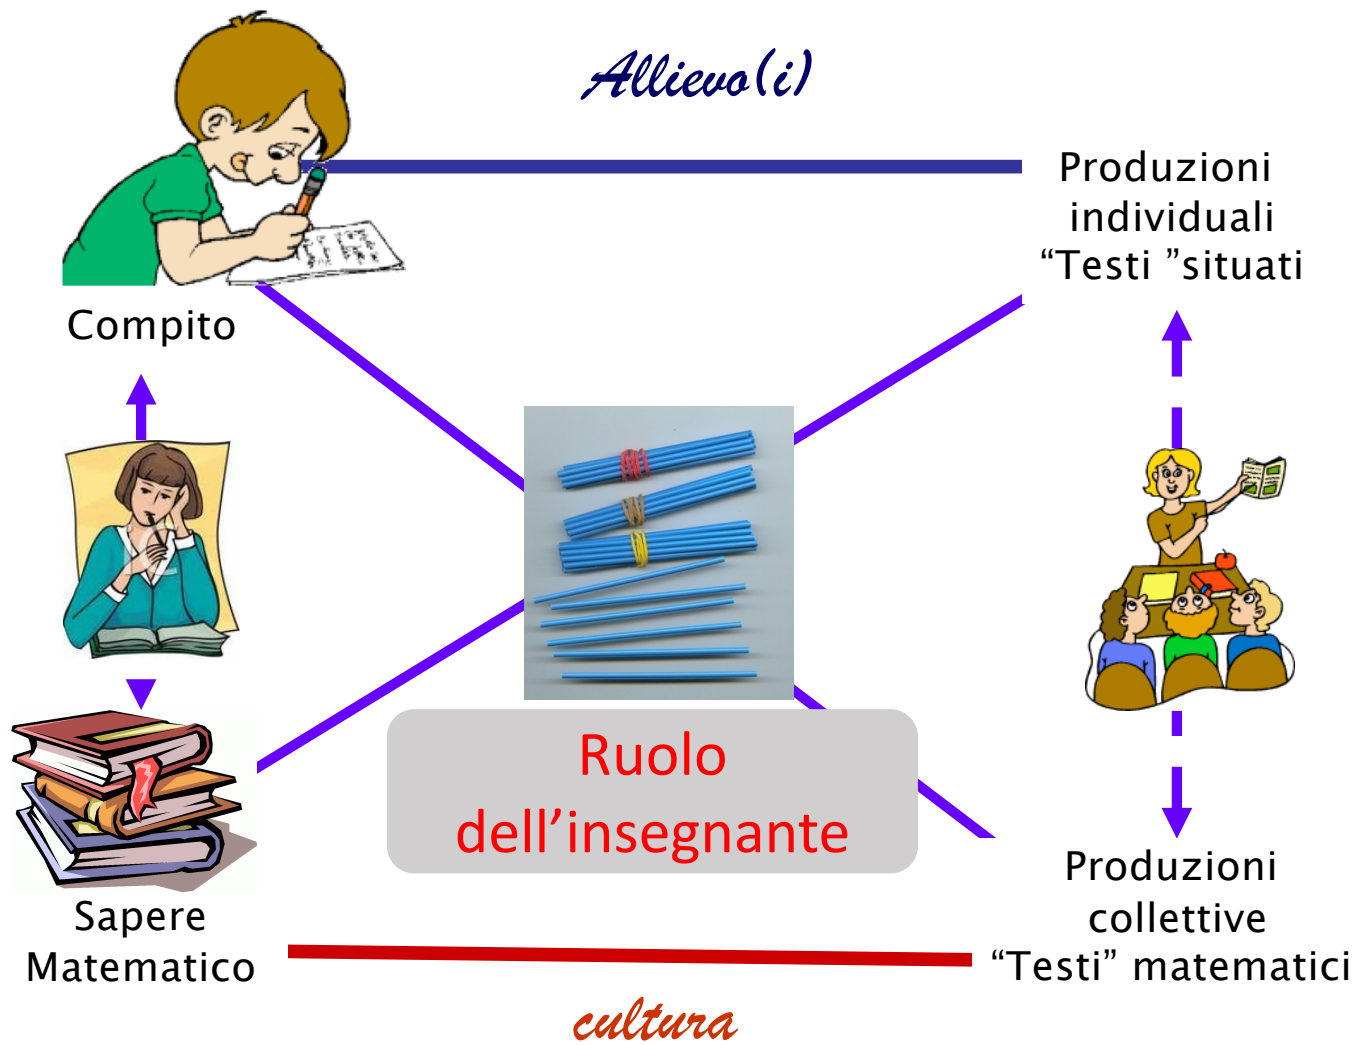 Allievo(i)
Produzioni
individuali
“Testi ”situati
Compito
Ruolo
dell’insegnante
Produzioni
collettive
“Testi” matematici
Sapere
Matematico
cultura